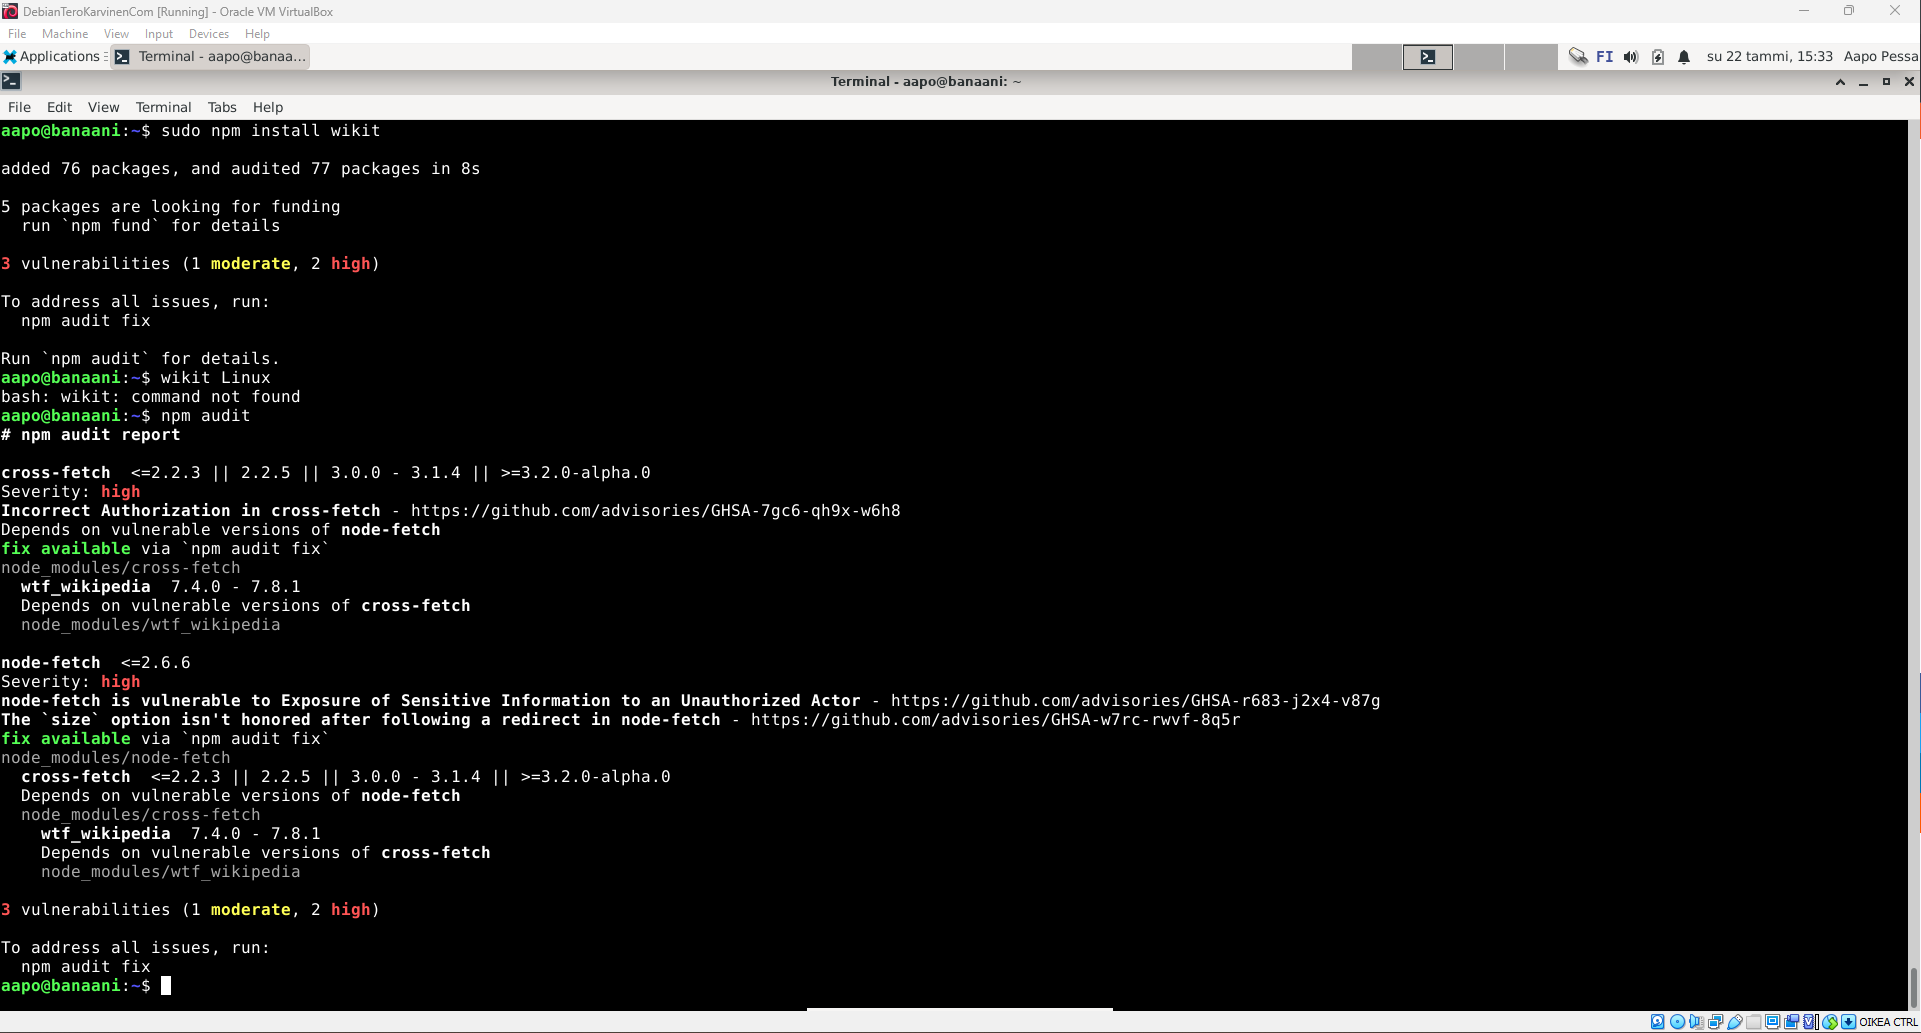 DebianTeroKarvinenCom [Running] - Oracle VM VirtualBox
File Machine View Input Devices Help
Applications Terminal - aapo@banaa... FI su 22 tammi, 15:33 Aapo Pessa
Terminal - aapo@banaani: ~
File Edit View Terminal Tabs Help
aapo@banaani:~$ sudo npm install wikit

added 76 packages, and audited 77 packages in 8s

5 packages are looking for funding
  run `npm fund` for details

3 vulnerabilities (1 moderate, 2 high)

To address all issues, run:
  npm audit fix

Run `npm audit` for details.
aapo@banaani:~$ wikit Linux
bash: wikit: command not found
aapo@banaani:~$ npm audit
# npm audit report

cross-fetch  <=2.2.3 || 2.2.5 || 3.0.0 - 3.1.4 || >=3.2.0-alpha.0
Severity: high
Incorrect Authorization in cross-fetch - https://github.com/advisories/GHSA-7gc6-qh9x-w6h8
Depends on vulnerable versions of node-fetch
fix available via `npm audit fix`
node_modules/cross-fetch
  wtf_wikipedia  7.4.0 - 7.8.1
  Depends on vulnerable versions of cross-fetch
  node_modules/wtf_wikipedia

node-fetch  <=2.6.6
Severity: high
node-fetch is vulnerable to Exposure of Sensitive Information to an Unauthorized Actor - https://github.com/advisories/GHSA-r683-j2x4-v87g
The `size` option isn't honored after following a redirect in node-fetch - https://github.com/advisories/GHSA-w7rc-rwvf-8q5r
fix available via `npm audit fix`
node_modules/node-fetch
  cross-fetch  <=2.2.3 || 2.2.5 || 3.0.0 - 3.1.4 || >=3.2.0-alpha.0
  Depends on vulnerable versions of node-fetch
  node_modules/cross-fetch
    wtf_wikipedia  7.4.0 - 7.8.1
    Depends on vulnerable versions of cross-fetch
    node_modules/wtf_wikipedia

3 vulnerabilities (1 moderate, 2 high)

To address all issues, run:
  npm audit fix
aapo@banaani:~$
OIKEA CTRL